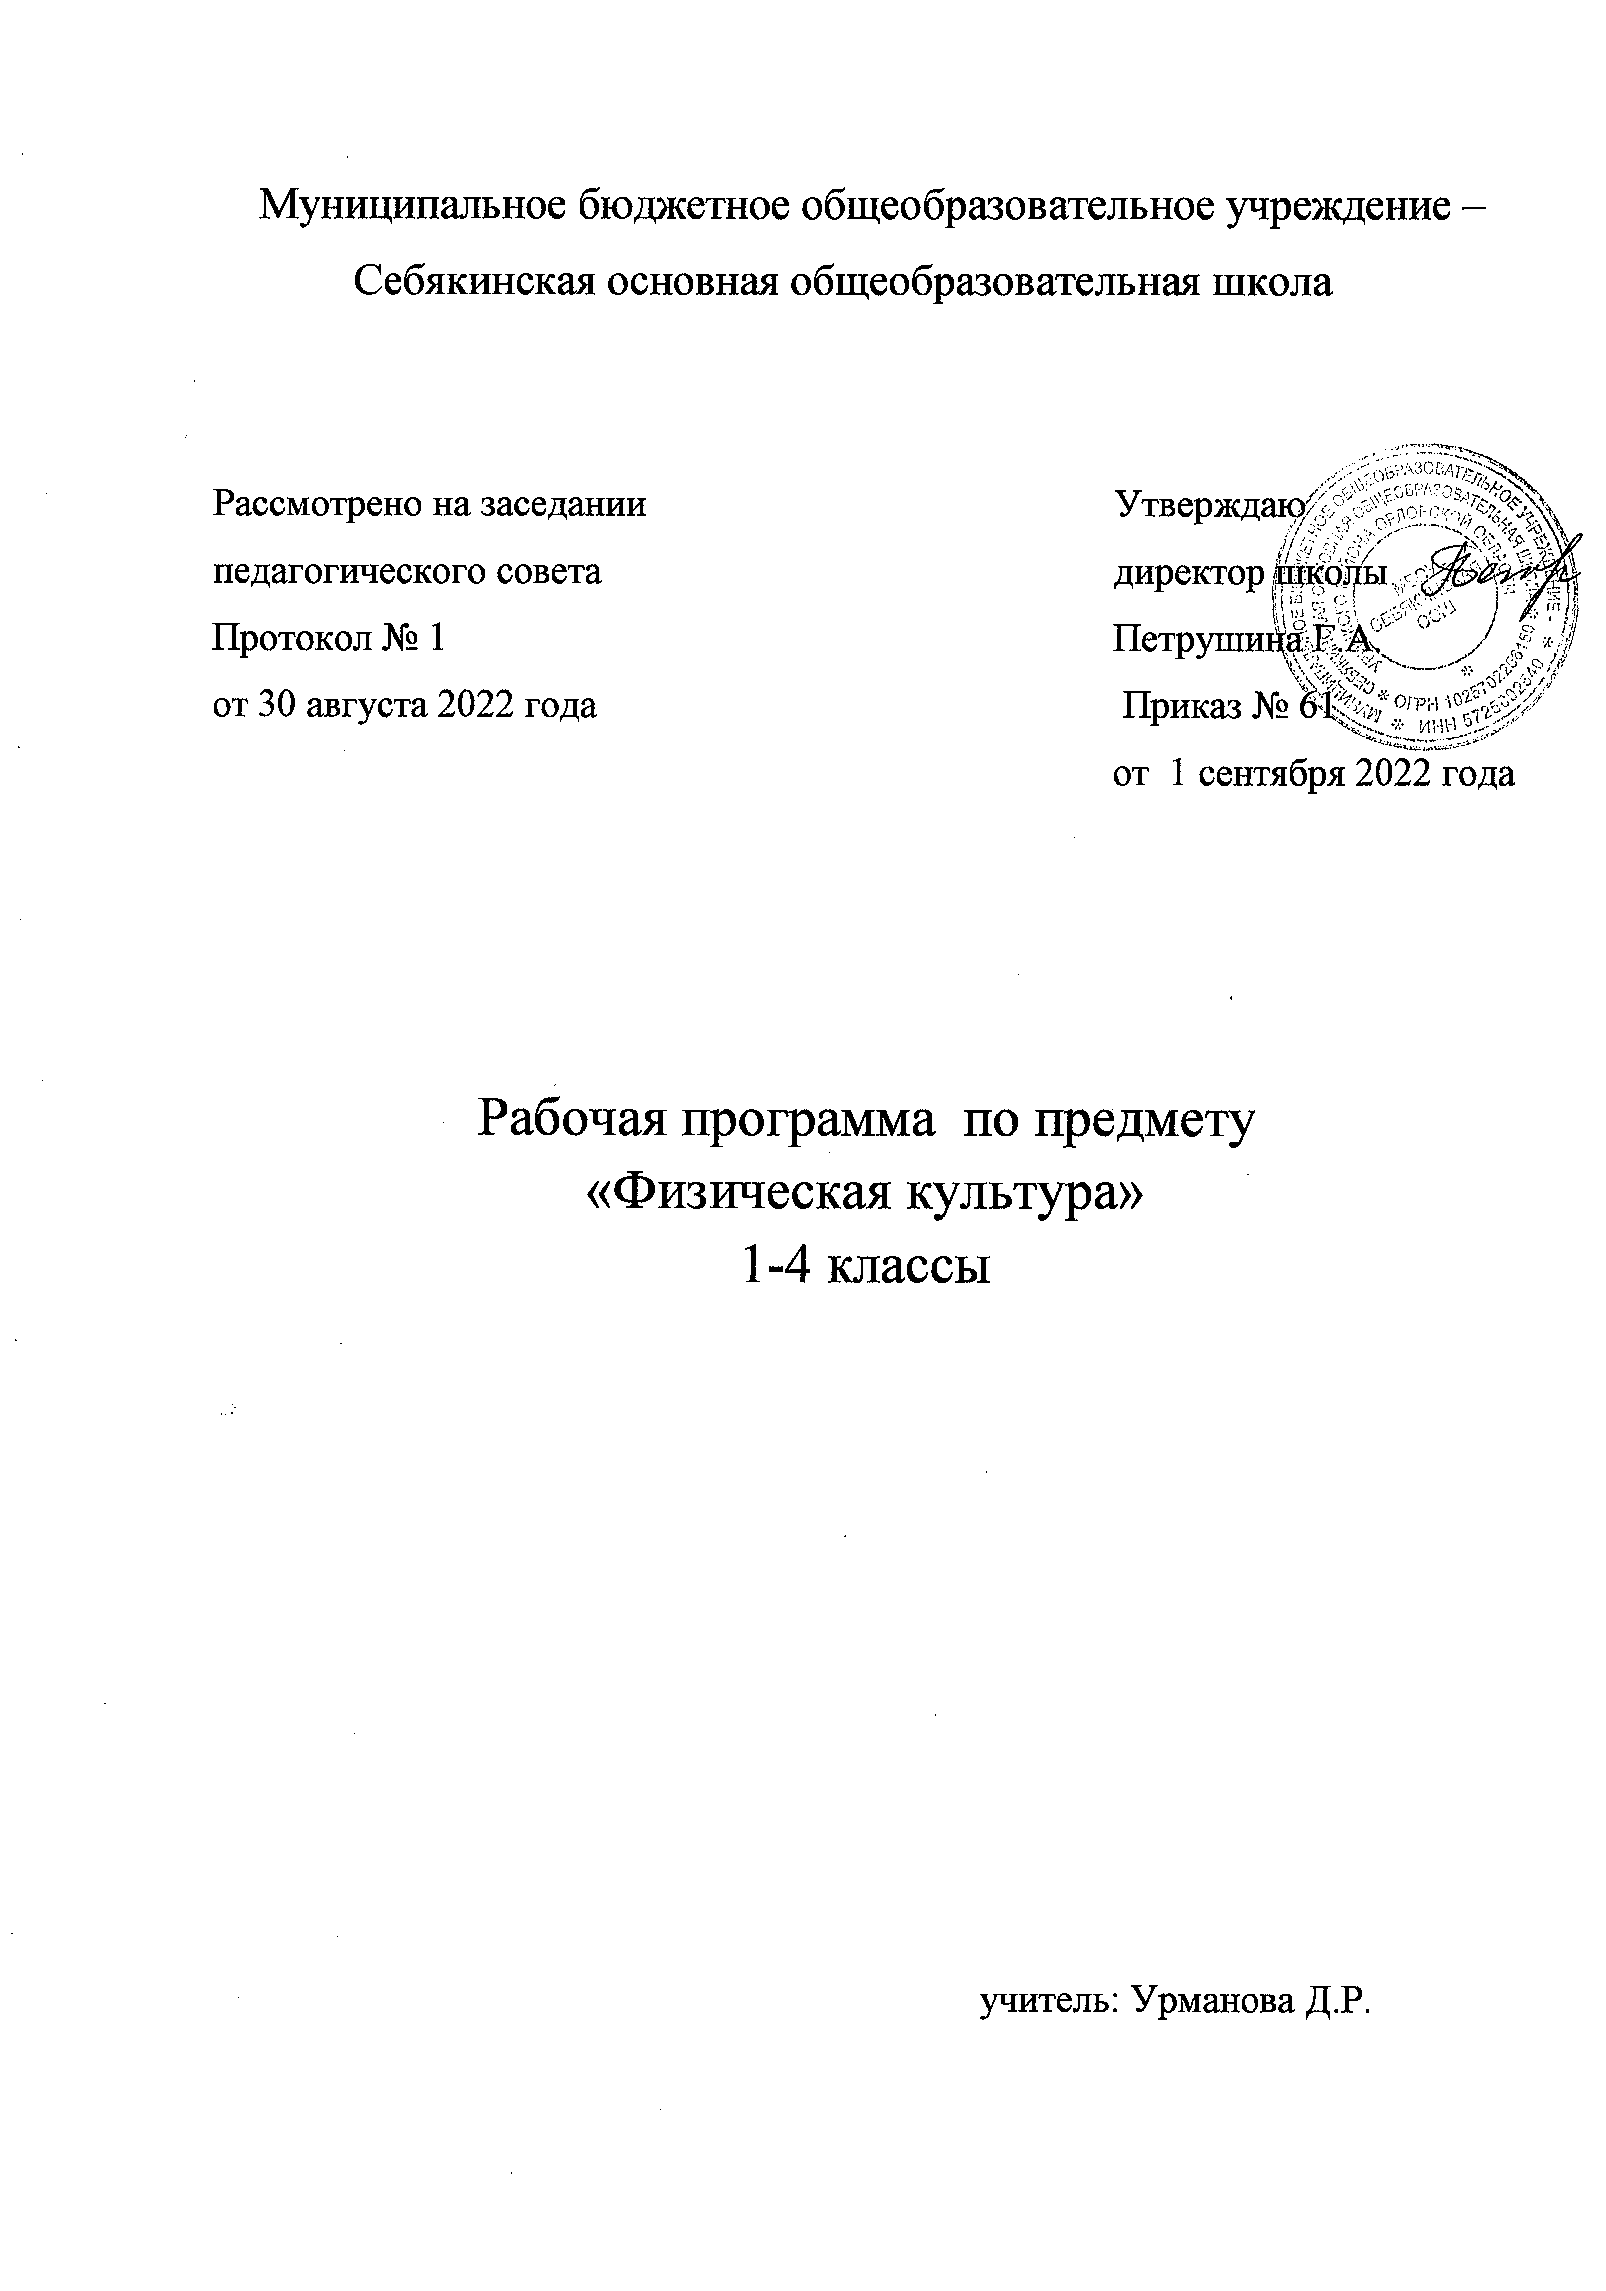 Муниципальное бюджетное общеобразовательное учреждение –
Себякинская основная общеобразовательная школа
Рассмотрено на заседании
педагогического совета
Протокол № 1
от 30 августа 2022 года
Утверждаю
директор школы
Петрушина Г.А.
Приказ № 61
от 1 сентября 2022 года
Рабочая программа по предмету
«Физическая культура»
1-4 классы
учитель: Урманова Д.Р.